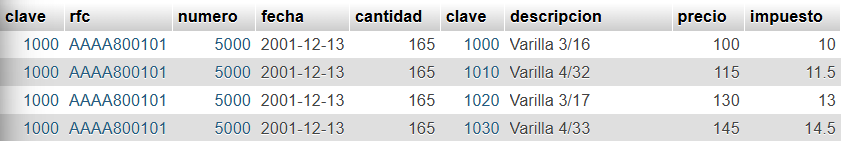 clave rfc numero fecha cantidad clave descripcion precio impuesto
1000 AAAA800101 5000 2001-12-13 165 1000 Varilla 3/16 100 10
1000 AAAA800101 5000 2001-12-13 165 1010 Varilla 4/32 115 11.5
1000 AAAA800101 5000 2001-12-13 165 1020 Varilla 3/17 130 13
1000 AAAA800101 5000 2001-12-13 165 1030 Varilla 4/33 145 14.5